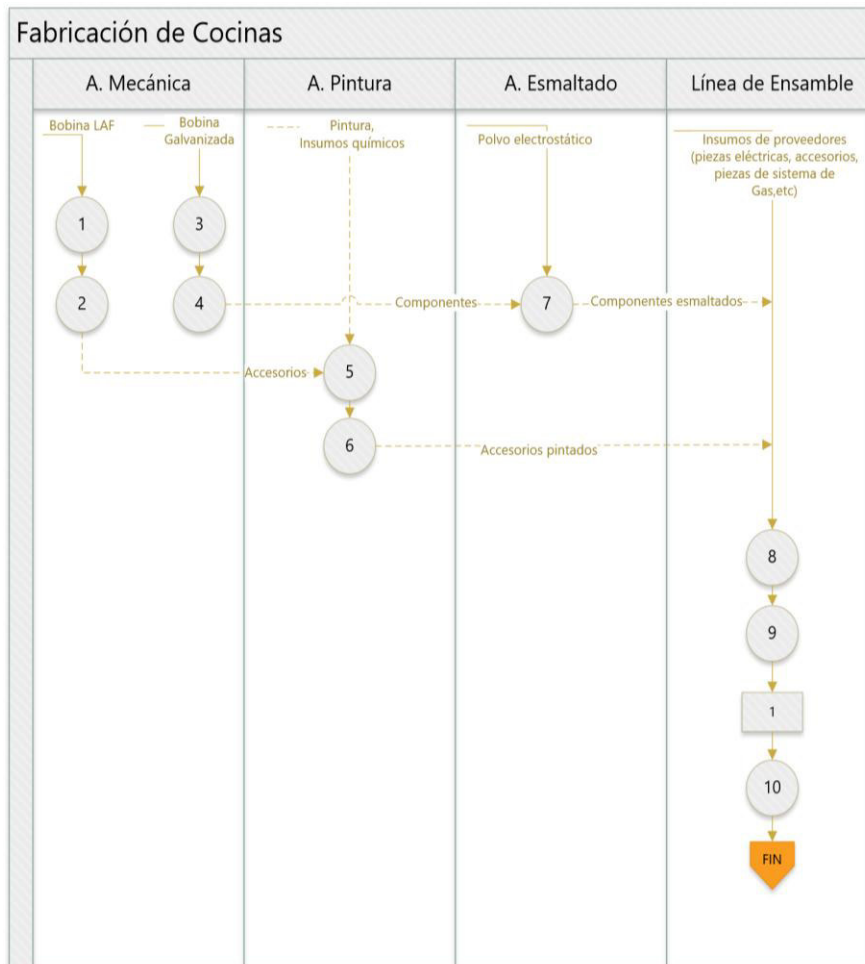 Fabricación de Cocinas
A. Mecánica
A. Pintura
A. Esmaltado
Línea de Ensamble
Bobina LAF
Bobina
Galvanizada
Pintura,
Insumos químicos
Polvo electrostático
Insumos de proveedores
(piezas eléctricas, accesorios,
piezas de sistema de
Gas,etc)
1
3
2
4
Componentes
7
Componentes esmaltados
Accesorios
5
6
Accesorios pintados
8
9
1
10
FIN